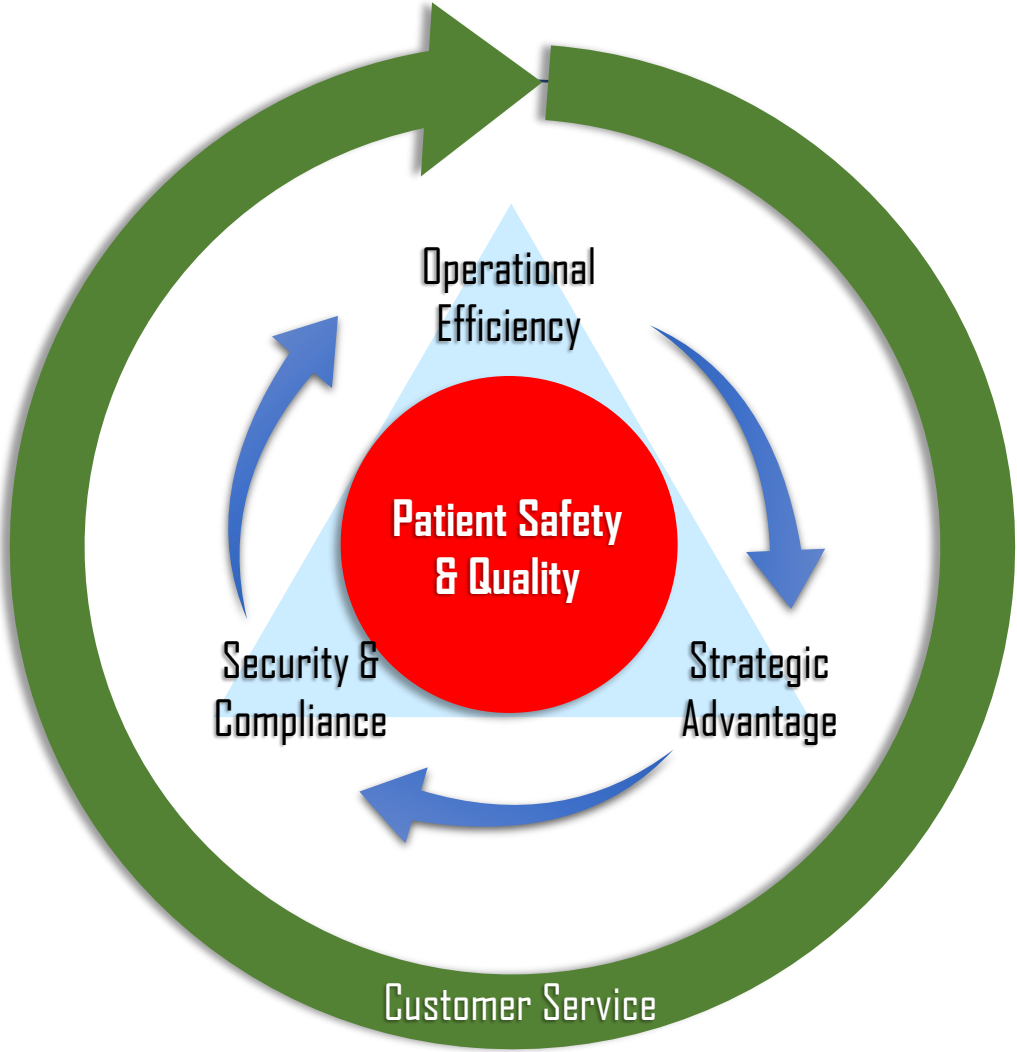 Operational
Efficiency
Patient Safety
& Quality
Security &
Compliance
Strategic
Advantage
Customer Service